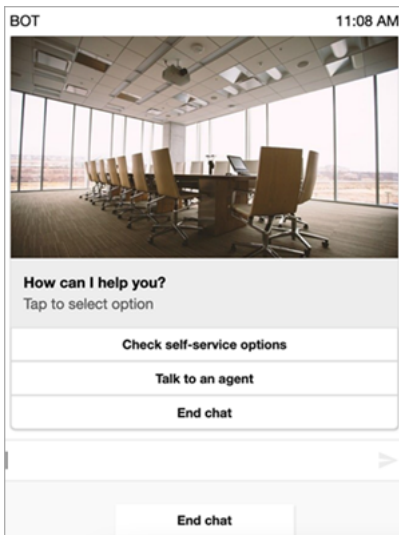 BOT 11:08 AM
How can I help you?
Tap to select option
Check self-service options
Talk to an agent
End chat
End chat